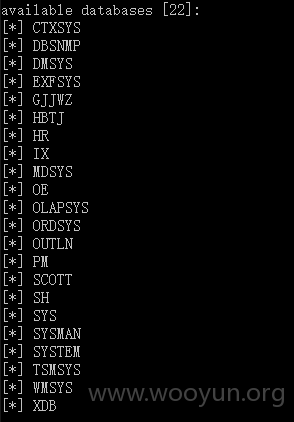 available databases [22]:
[*] CTXSYS
[*] DBSNMP
[*] DMSYS
[*] EXFSYS
[*] GJJWZ
[*] HBTJ
[*] HR
[*] IX
[*] MDSYS
[*] OE
[*] OLAPSYS
[*] ORDSYS
[*] OUTLN
[*] PM
[*] SCOTT
[*] SH
[*] SYS
[*] SYSMAN
[*] SYSTEM
[*] TSMSYS
[*] WMSYS
[*] XDB
www.wooyun.org